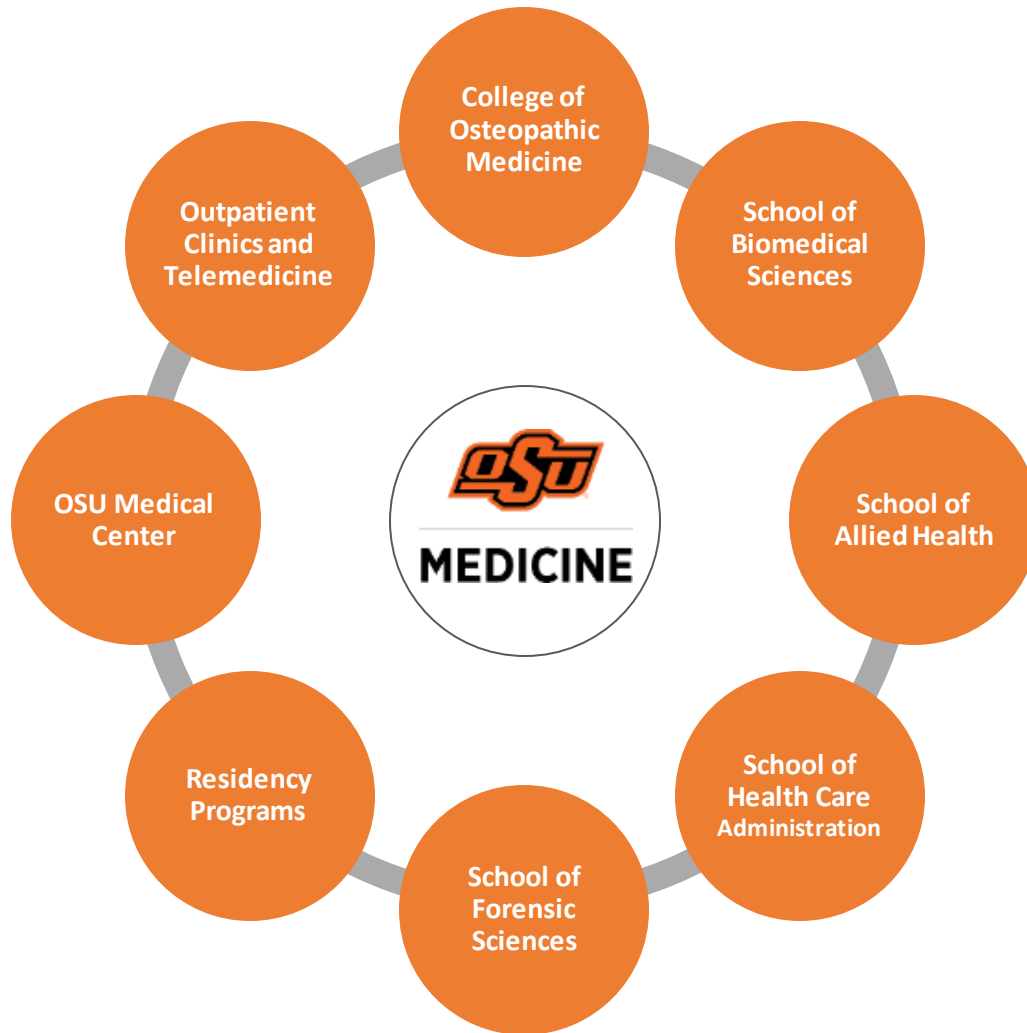 College of
Osteopathic
Medicine
School of
Biomedical
Sciences
School of
Allied Health
School of
Health Care
Administration
School of
Forensic
Sciences
Residency
Programs
OSU Medical
Center
Outpatient
Clinics and
Telemedicine
OSU
MEDICINE